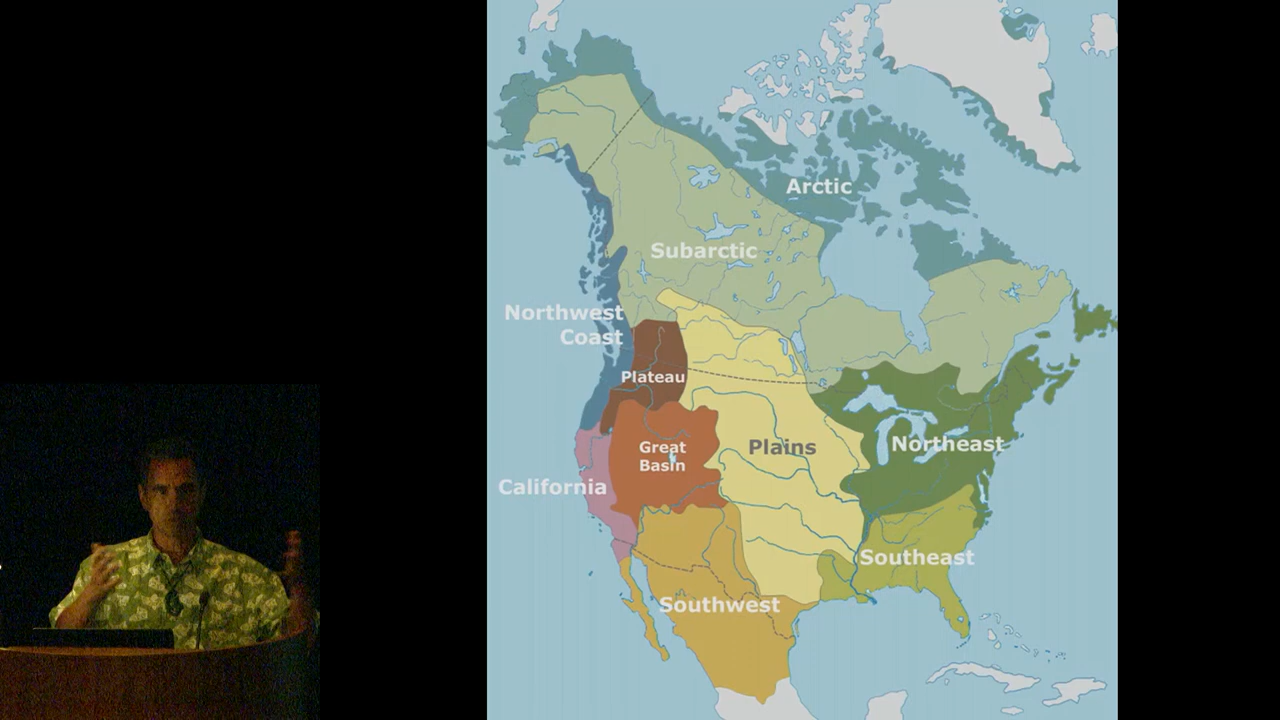 Arctic
Subarctic
Northwest
Coast
Plateau
Great
Basin
Plains
Northeast
California
Southeast
Southwest